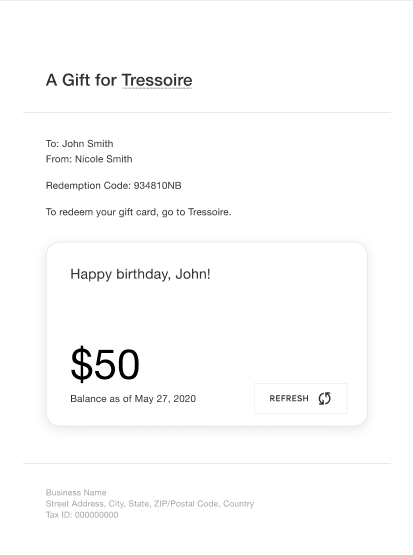 A Gift for Tressoire
To: John Smith
From: Nicole Smith
Redemption Code: 934810NB
To redeem your gift card, go to Tressoire.
Happy birthday, John!
$50
Balance as of May 27, 2020
REFRESH
Business Name
Street Address, City, State, ZIP/Postal Code, Country
Tax ID: 000000000